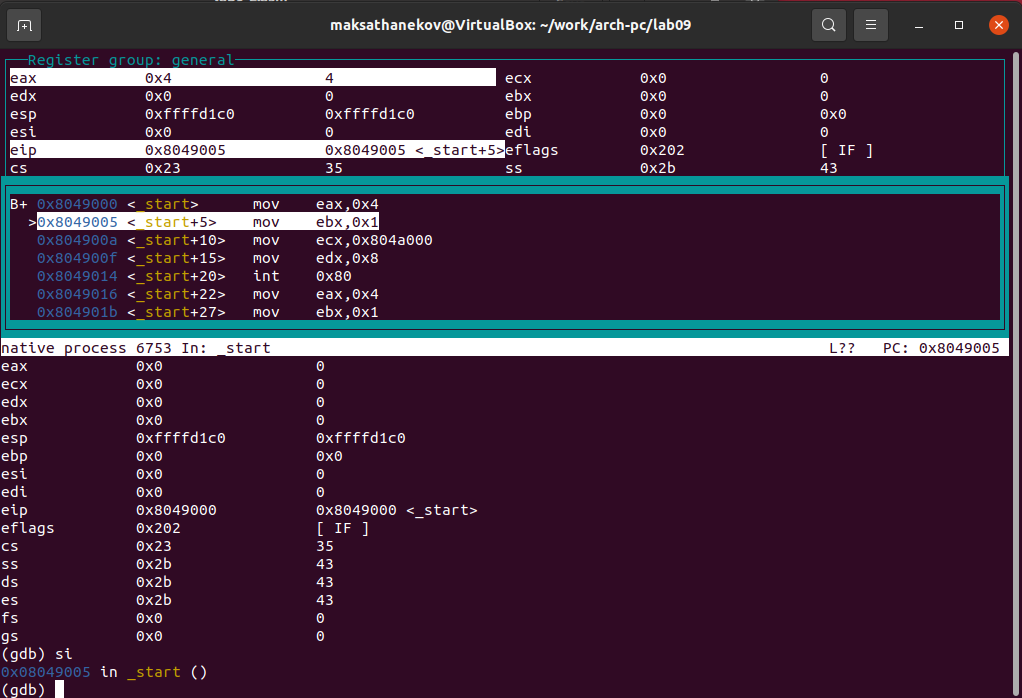 maksathanekov@VirtualBox: ~/work/arch-pc/lab09
Register group: general
eax 0x4 4 ecx 0x0 0
edx 0x0 0 ebx 0x0 0
esp 0xffffd1c0 0xffffd1c0 ebp 0x0 0x0
esi 0x0 0 edi 0x0 0
eip 0x8049005 0x8049005 <_start+5>eflags 0x202 [ IF ]
cs 0x23 35 ss 0x2b 43
B+ 0x8049000 <_start> mov eax,0x4
>0x8049005 <_start+5> mov ebx,0x1
0x804900a <_start+10> mov ecx,0x804a000
0x804900f <_start+15> mov edx,0x8
0x8049014 <_start+20> int 0x80
0x8049016 <_start+22> mov eax,0x4
0x804901b <_start+27> mov ebx,0x1
native process 6753 In: _start L?? PC: 0x8049005
eax 0x0 0
ecx 0x0 0
edx 0x0 0
ebx 0x0 0
esp 0xffffd1c0 0xffffd1c0
ebp 0x0 0x0
esi 0x0 0
edi 0x0 0
eip 0x8049000 0x8049000 <_start>
eflags 0x202 [ IF ]
cs 0x23 35
ss 0x2b 43
ds 0x2b 43
es 0x2b 43
fs 0x0 0
gs 0x0 0
(gdb) si
0x08049005 in _start ()
(gdb)